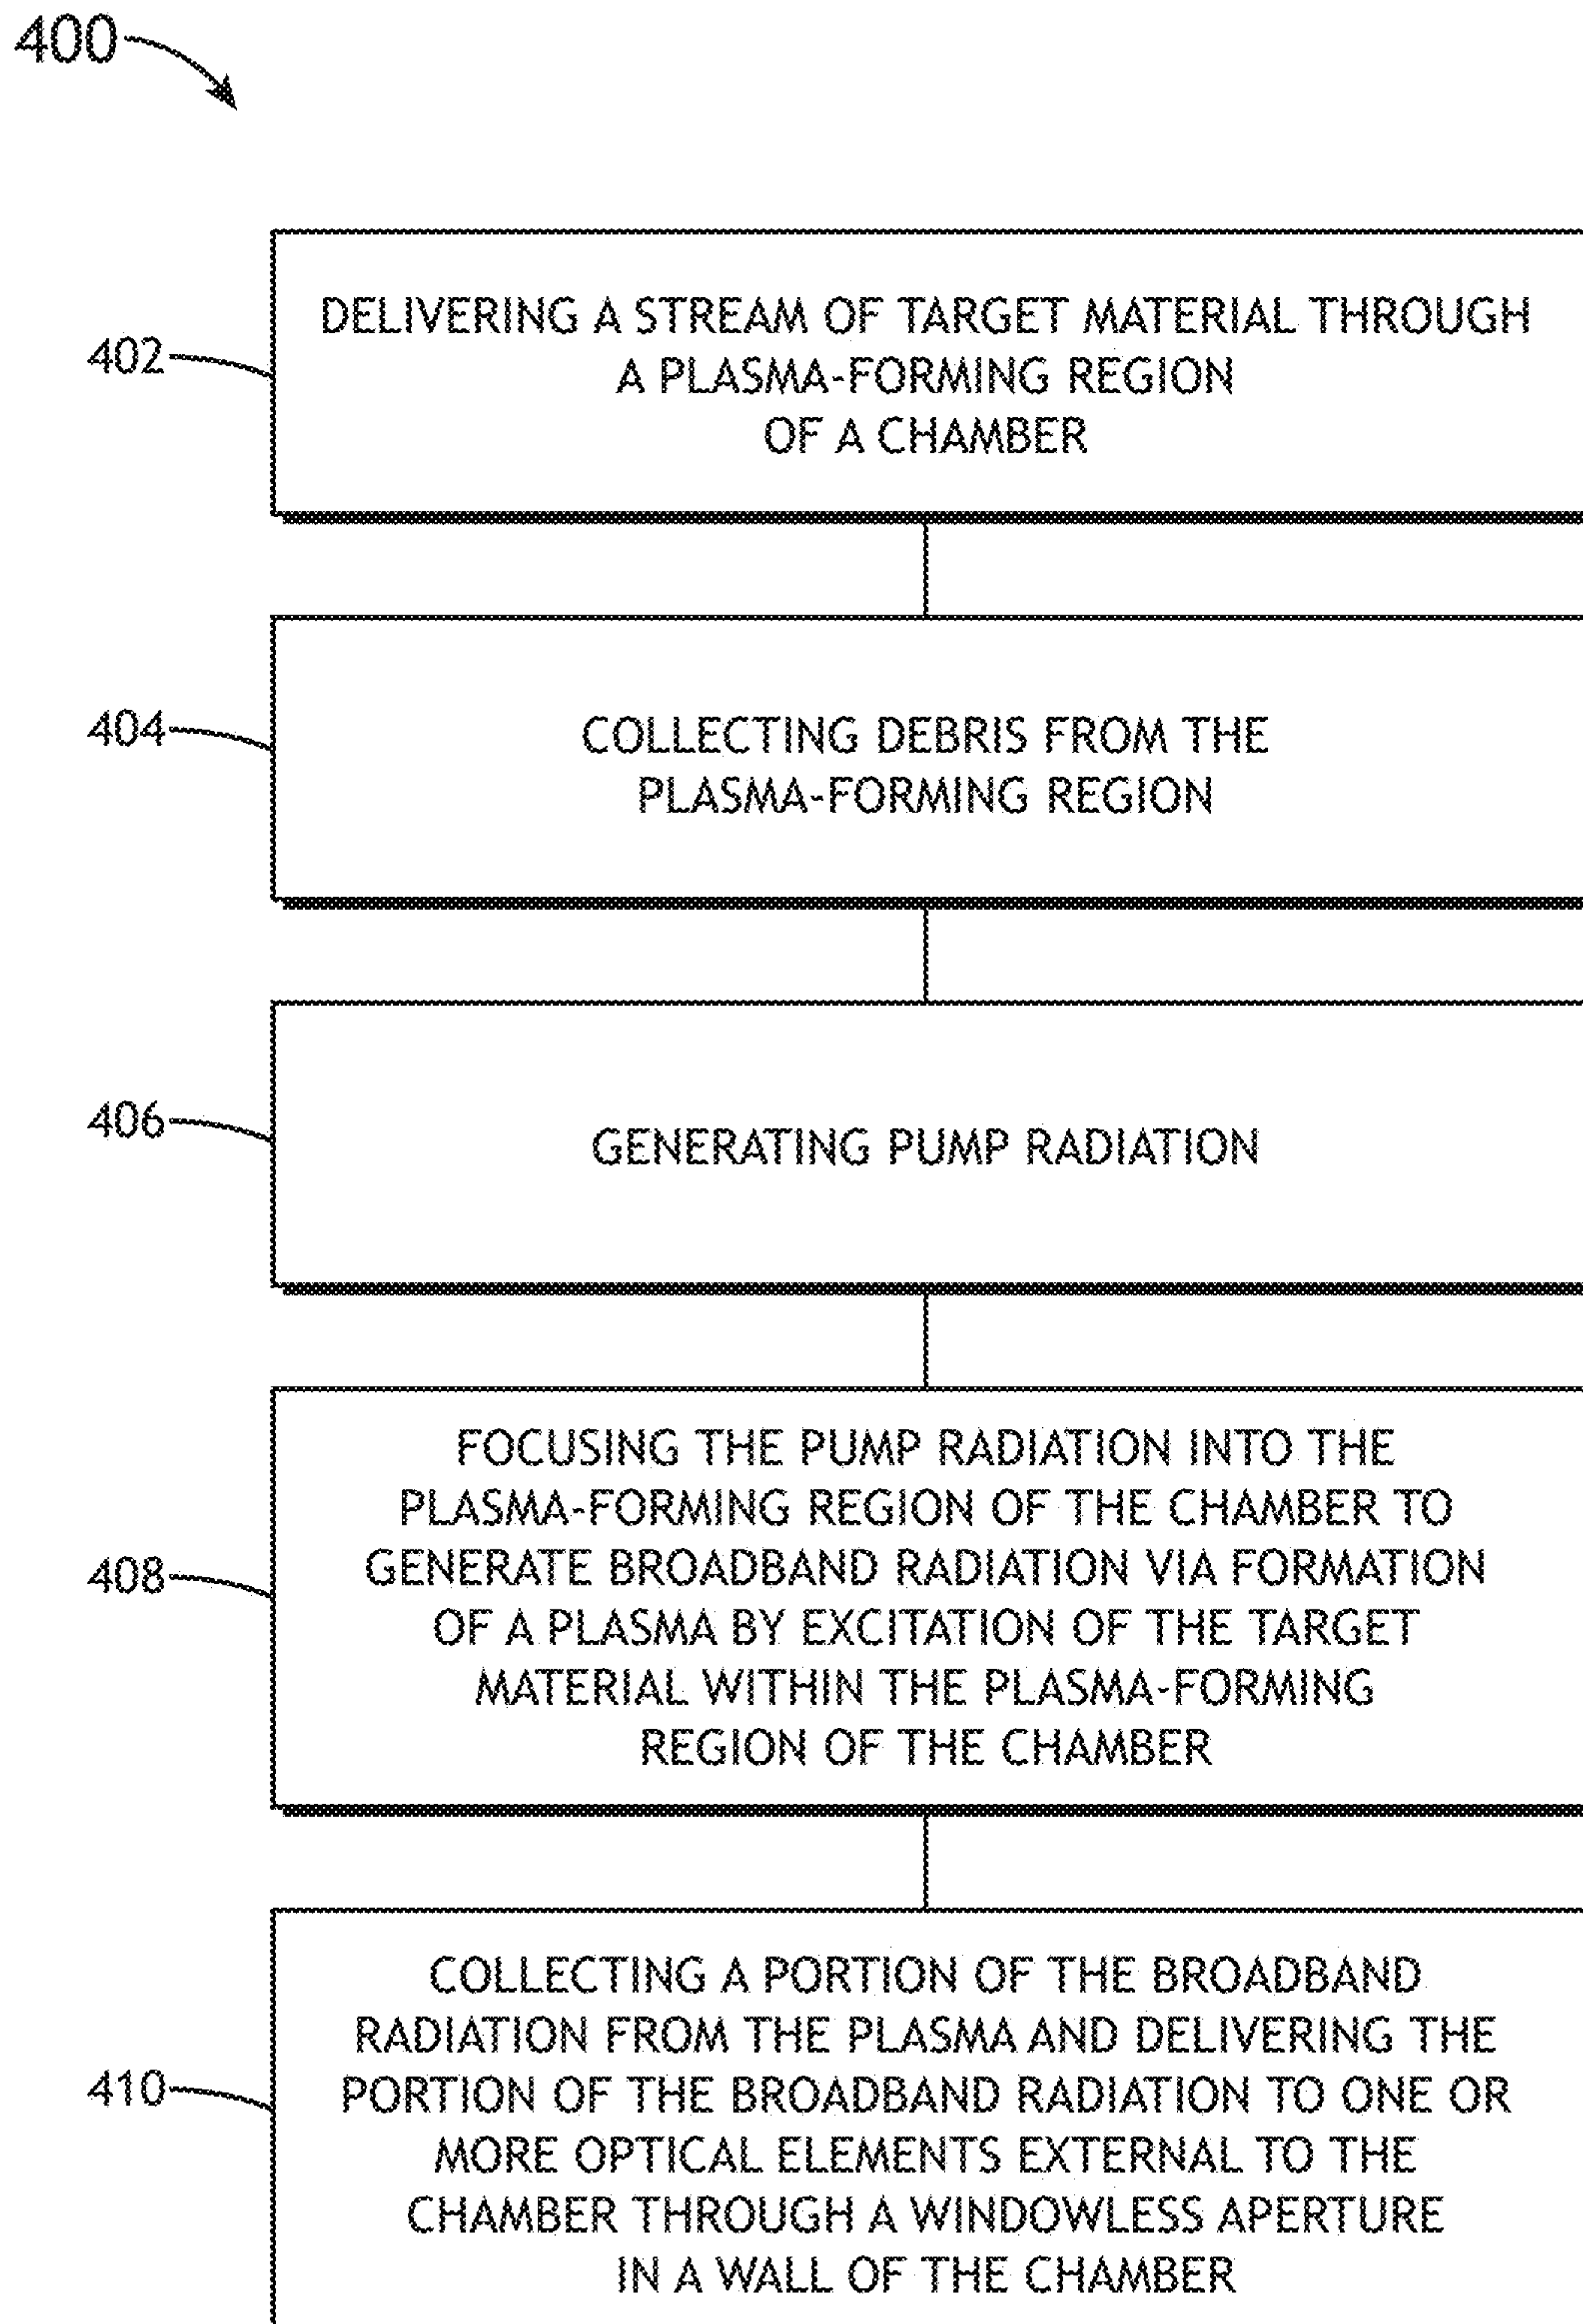 400
402
DELIVERING A STREAM OF TARGET MATERIAL THROUGH
A PLASMA-FORMING REGION
OF A CHAMBER
404
COLLECTING DEBRIS FROM THE
PLASMA-FORMING REGION
406
GENERATING PUMP RADIATION
408
FOCUSING THE PUMP RADIATION INTO THE
PLASMA-FORMING REGION OF THE CHAMBER TO
GENERATE BROADBAND RADIATION VIA FORMATION
OF A PLASMA BY EXCITATION OF THE TARGET
MATERIAL WITHIN THE PLASMA-FORMING
REGION OF THE CHAMBER
410
COLLECTING A PORTION OF THE BROADBAND
RADIATION FROM THE PLASMA AND DELIVERING THE
PORTION OF THE BROADBAND RADIATION TO ONE OR
MORE OPTICAL ELEMENTS EXTERNAL TO THE
CHAMBER THROUGH A WINDOWLESS APERTURE
IN A WALL OF THE CHAMBER